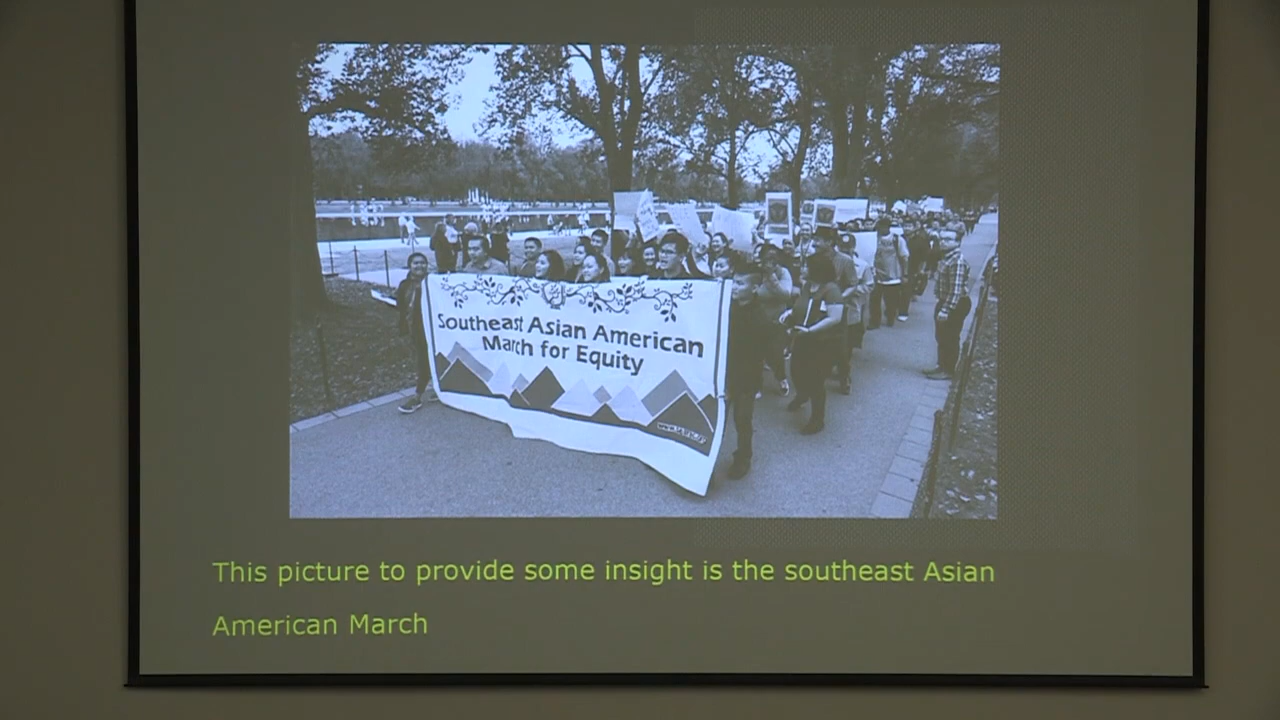 Southeast Asian American
March for Equity
This picture to provide some insight is the southeast Asian
American March